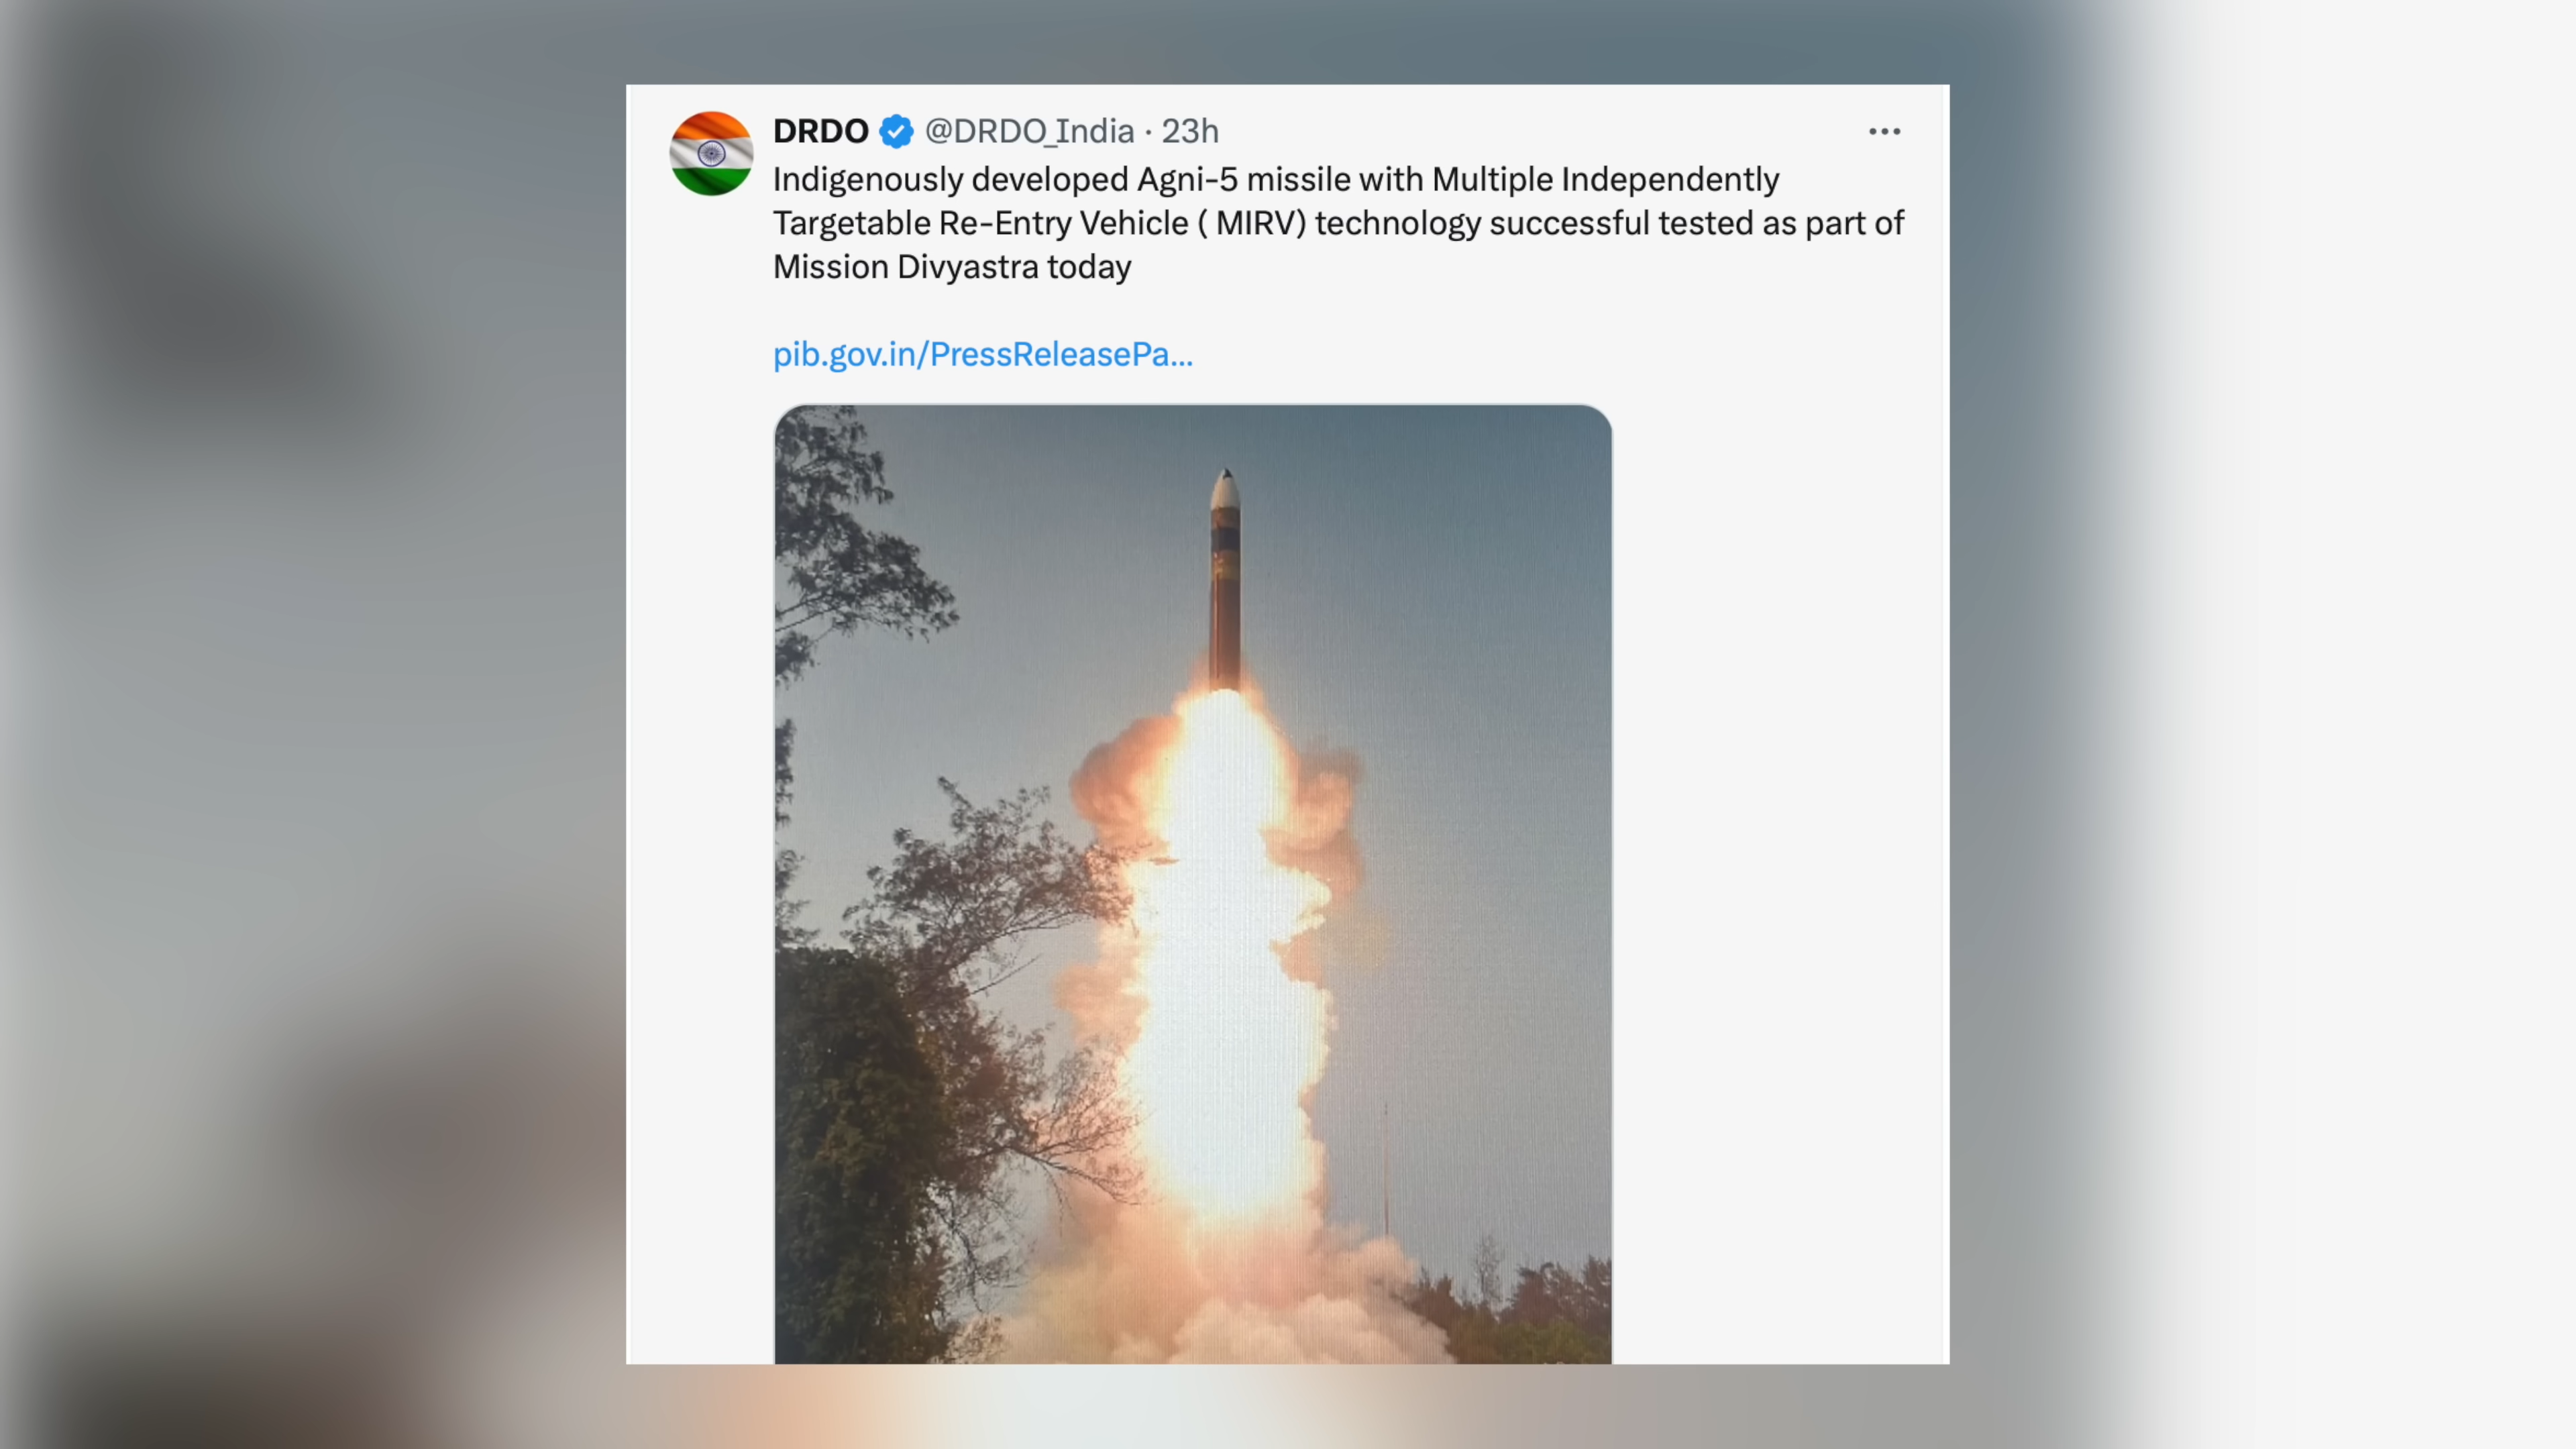 DRDO @DRDO_India · 23h
Indigenously developed Agni-5 missile with Multiple Independently
Targetable Re-Entry Vehicle ( MIRV) technology successful tested as part of
Mission Divyastra today
pib.gov.in/PressReleasePa...